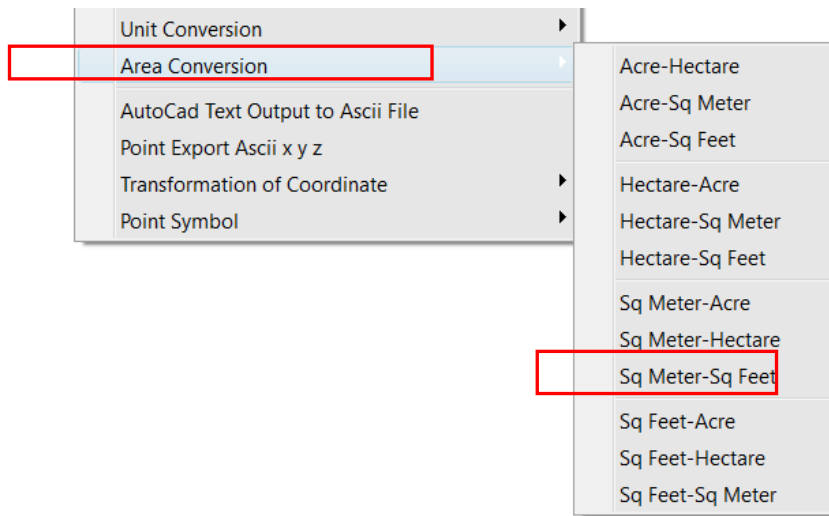 Unit Conversion
Area Conversion
AutoCad Text Output to Ascii File
Point Export Ascii x y z
Transformation of Coordinate
Point Symbol
Acre-Hectare
Acre-Sq Meter
Acre-Sq Feet
Hectare-Acre
Hectare-Sq Meter
Hectare-Sq Feet
Sq Meter-Acre
Sq Meter-Hectare
Sq Meter-Sq Feet
Sq Feet-Acre
Sq Feet-Hectare
Sq Feet-Sq Meter